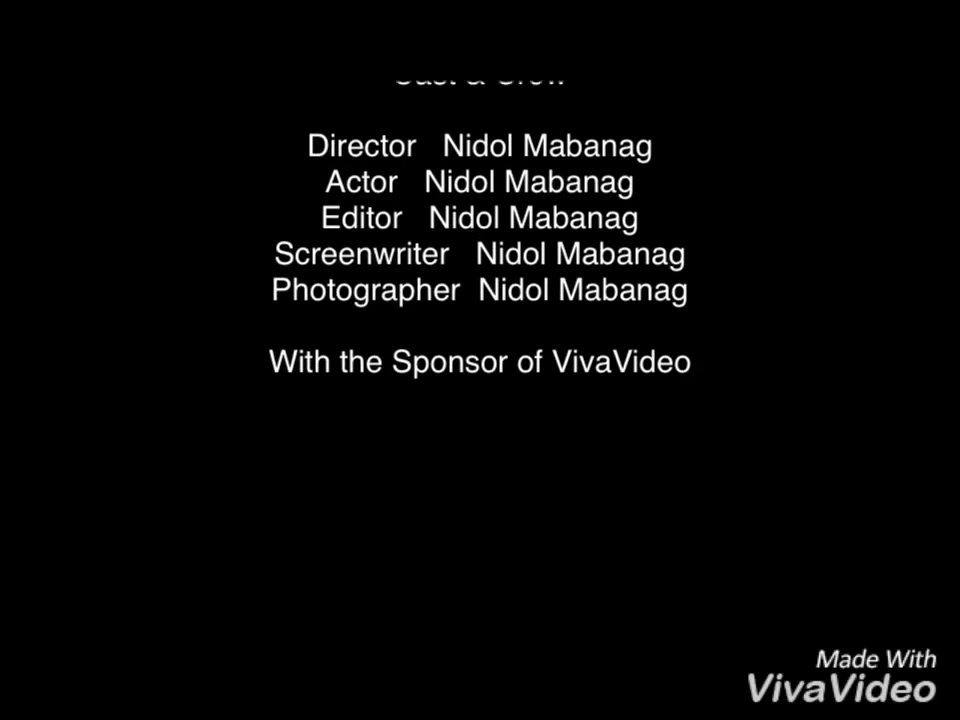 Director Nidol Mabanag
Actor Nidol Mabanag
Editor Nidol Mabanag
Screenwriter Nidol Mabanag
Photographer Nidol Mabanag
With the Sponsor of VivaVideo
Made With
VivaVideo